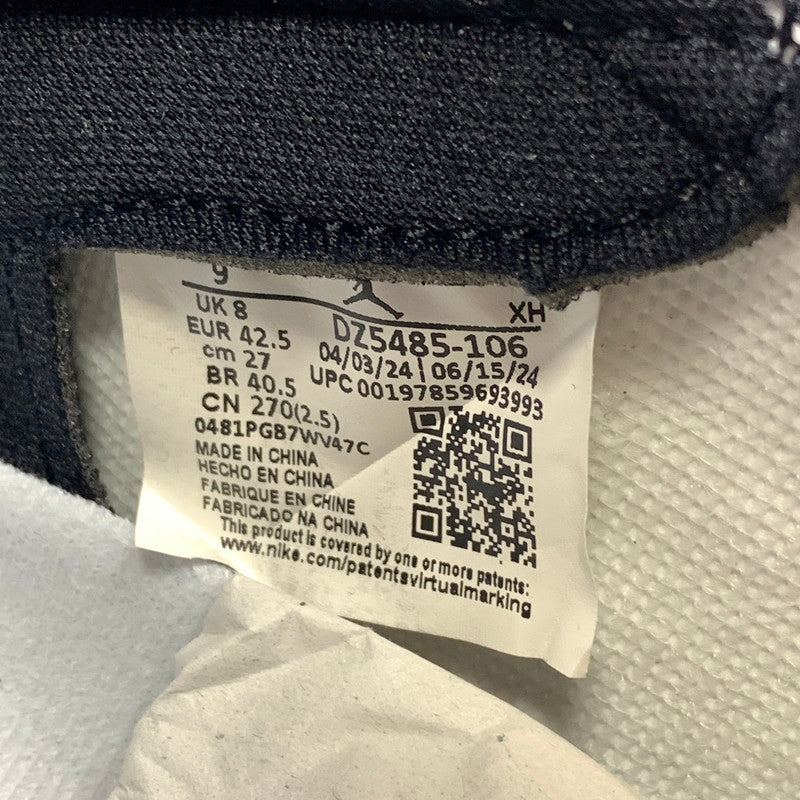 9
XH
UK 8
DZ5485-106
EUR 42.5
04/03/24 | 06/15/24
cm 27
UPC 00197859693993
BR 40.5
CN 270(2.5)
0481PGB7WV47C
MADE IN CHINA
HECHO EN CHINA
FABRIQUE EN CHINE
FABRICADO NA CHINA
This product is covered by one or more patents:
www.nike.com/patentsvirtualmarking